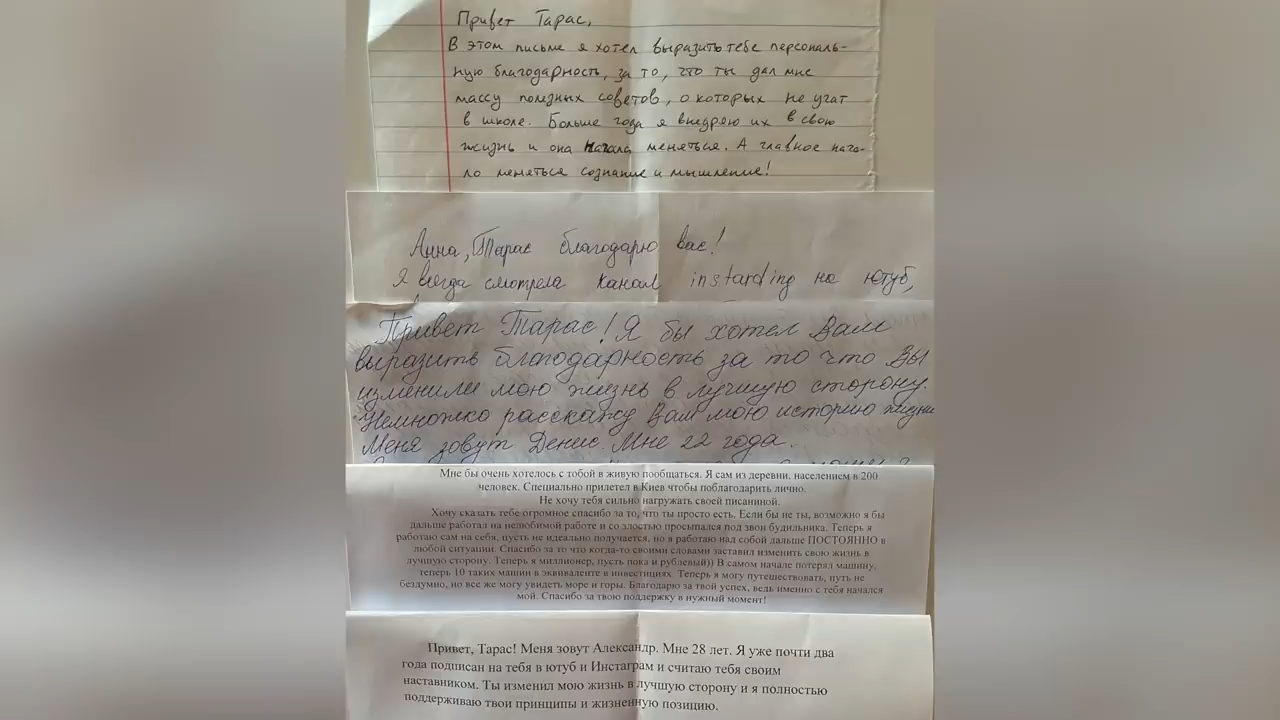 Привет Тарас,
В этом письме я хотел выразить тебе персональ-
ную благодарность, за то, что ты дал мне
массу полезных советов, о которых не учат
в школе. Больше года я внедряю их в свою
жизнь и она начала меняться. А главное нача-
ло меняться сознание и мышление!
Анна, Тарас благодарю вас!
Я всегда смотрела канал instarding на ютуб,
Привет Тарас! Я бы хотел Вам
выразить благодарность за то что Вы
изменили мою жизнь в лучшую сторону.
Немножко расскажу Вам мою историю жизни
Меня зовут Денис. Мне 22 года.
Мне бы очень хотелось с тобой в живую пообщаться. Я сам из деревни, населением в 200
человек. Специально прилетел в Киев чтобы поблагодарить лично.
Не хочу тебя сильно нагружать своей писаниной.
Хочу сказать тебе огромное спасибо за то, что ты просто есть. Если бы не ты, возможно я бы
дальше работал на нелюбимой работе и со злостью просыпался под звон будильника. Теперь я
работаю сам на себя, пусть не идеально получается, но я работаю над собой дальше ПОСТОЯННО в
любой ситуации. Спасибо за то что когда-то своими словами заставил изменить свою жизнь в
лучшую сторону. Теперь я миллионер, пусть пока и рублевый)) В самом начале потерял машину,
теперь 10 таких машин в эквиваленте в инвестициях. Теперь я могу путешествовать, пусть не
бездумно, но все же могу увидеть море и горы. Благодарю за твой успех, ведь именно с тебя начался
мой. Спасибо за твою поддержку в нужный момент!
Привет, Тарас! Меня зовут Александр. Мне 28 лет. Я уже почти два
года подписан на тебя в ютуб и Инстаграм и считаю тебя своим
наставником. Ты изменил мою жизнь в лучшую сторону и я полностью
поддерживаю твои принципы и жизненную позицию.